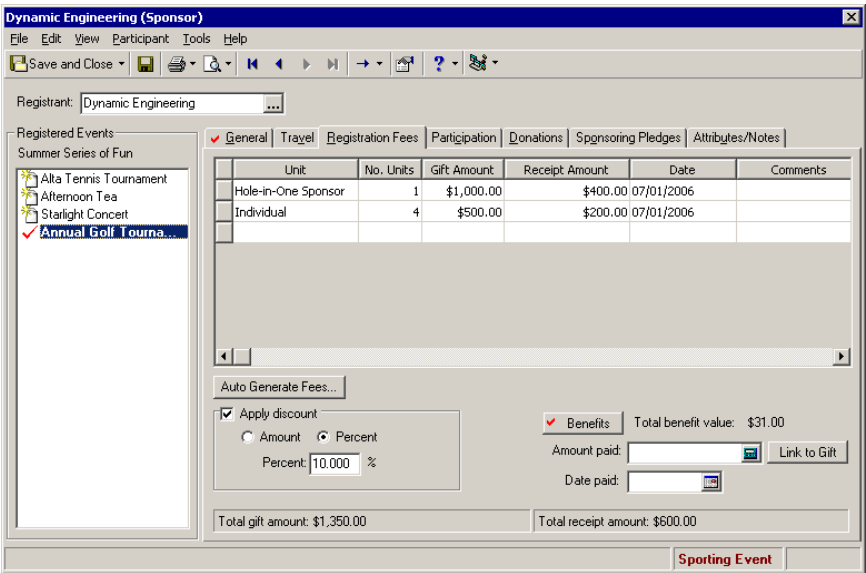 Dynamic Engineering (Sponsor)
File Edit View Participant Tools Help
Save and Close
Registrant: Dynamic Engineering ...
Registered Events
Summer Series of Fun
Alta Tennis Tournament
Afternoon Tea
Starlight Concert
Annual Golf Tourna...
General Travel Registration Fees Participation Donations Sponsoring Pledges Attributes/Notes
Unit No. Units Gift Amount Receipt Amount Date Comments
Hole-in-One Sponsor 1 $1,000.00 $400.00 07/01/2006
Individual 4 $500.00 $200.00 07/01/2006
Auto Generate Fees...
Apply discount
Amount Percent
Percent: 10.000 %
Benefits Total benefit value: $31.00
Amount paid: Link to Gift
Date paid:
Total gift amount: $1,350.00 Total receipt amount: $600.00
Sporting Event